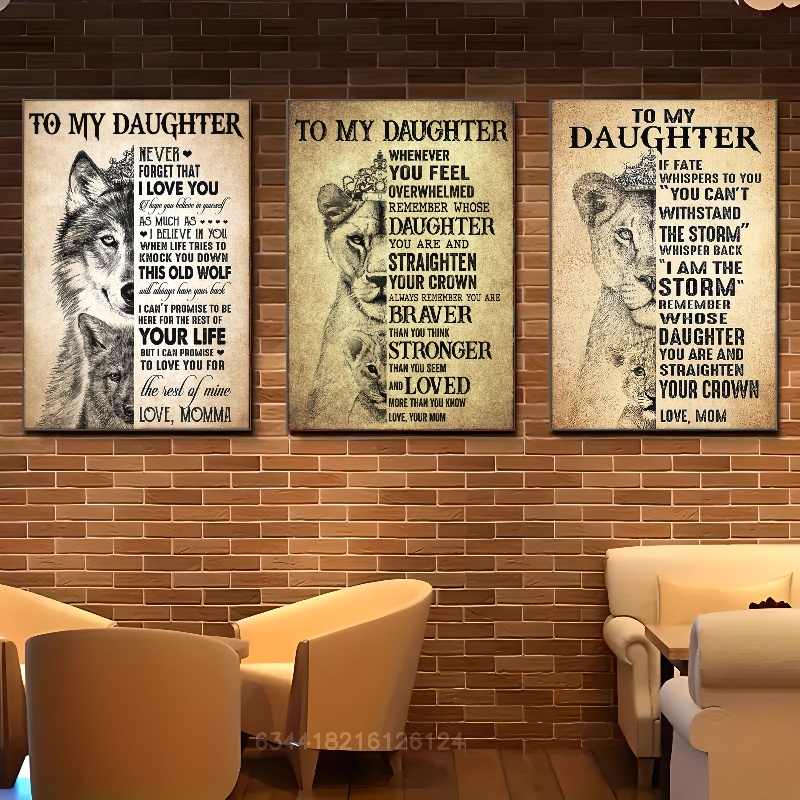 TO MY DAUGHTER
NEVER ♥
FORGET THAT
I LOVE YOU
I hope you believe in yourself
AS MUCH AS ♥♥♥♥
♥ I BELIEVE IN YOU
WHEN LIFE TRIES TO
KNOCK YOU DOWN
THIS OLD WOLF
will always have your back
I CAN'T PROMISE TO BE
HERE FOR THE REST OF
YOUR LIFE
BUT I CAN PROMISE ♥
TO LOVE YOU FOR
the rest of mine
LOVE, MOMMA
TO MY DAUGHTER
WHENEVER
YOU FEEL
OVERWHELMED
REMEMBER WHOSE
DAUGHTER
YOU ARE AND
STRAIGHTEN
YOUR CROWN
ALWAYS REMEMBER YOU ARE
BRAVER
THAN YOU THINK
STRONGER
THAN YOU SEEM
AND LOVED
MORE THAN YOU KNOW
LOVE, YOUR MOM
TO MY
DAUGHTER
IF FATE
WHISPERS TO YOU
"YOU CAN'T
WITHSTAND
THE STORM"
WHISPER BACK
"I AM THE
STORM"
REMEMBER
WHOSE
DAUGHTER
YOU ARE AND
STRAIGHTEN
YOUR CROWN
LOVE, MOM
634418216126124